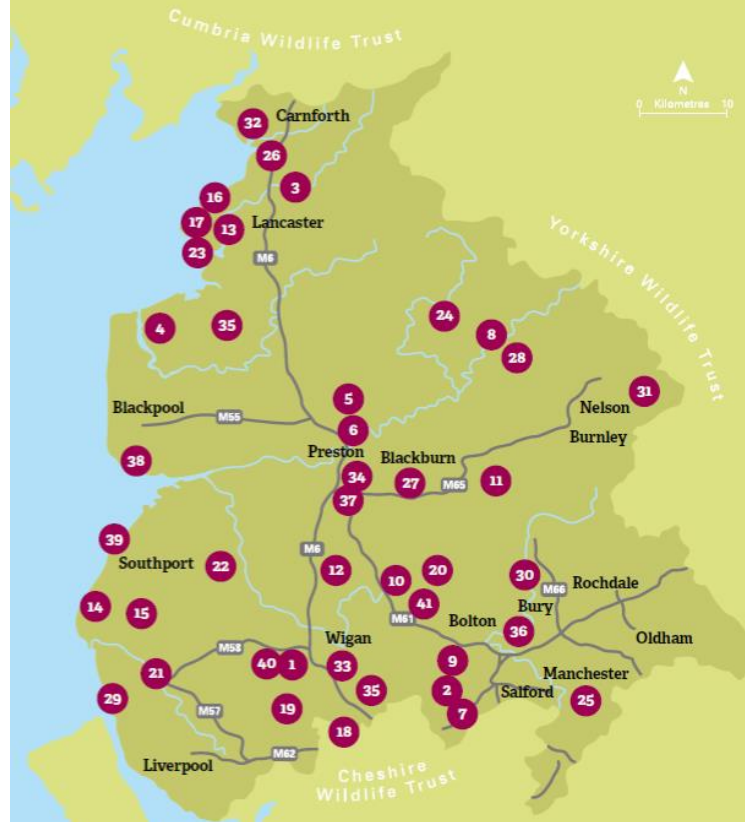 Cumbria Wildlife Trust
N
0 Kilometres 10
32
Carnforth
26
3
16
17
13
Lancaster
23
M6
Yorkshire Wildlife Trust
4
35
24
8
28
5
31
Blackpool
M55
Nelson
6
Burnley
Preston
Blackburn
38
34
27
M65
11
37
39
M6
Southport
22
12
10
20
30
M66
Rochdale
14
15
41
M61
Bolton
Bury
36
Oldham
M58
Wigan
21
40
1
33
9
Manchester
29
35
2
Salford
25
M57
19
7
18
Liverpool
M62
Cheshire
Wildlife Trust